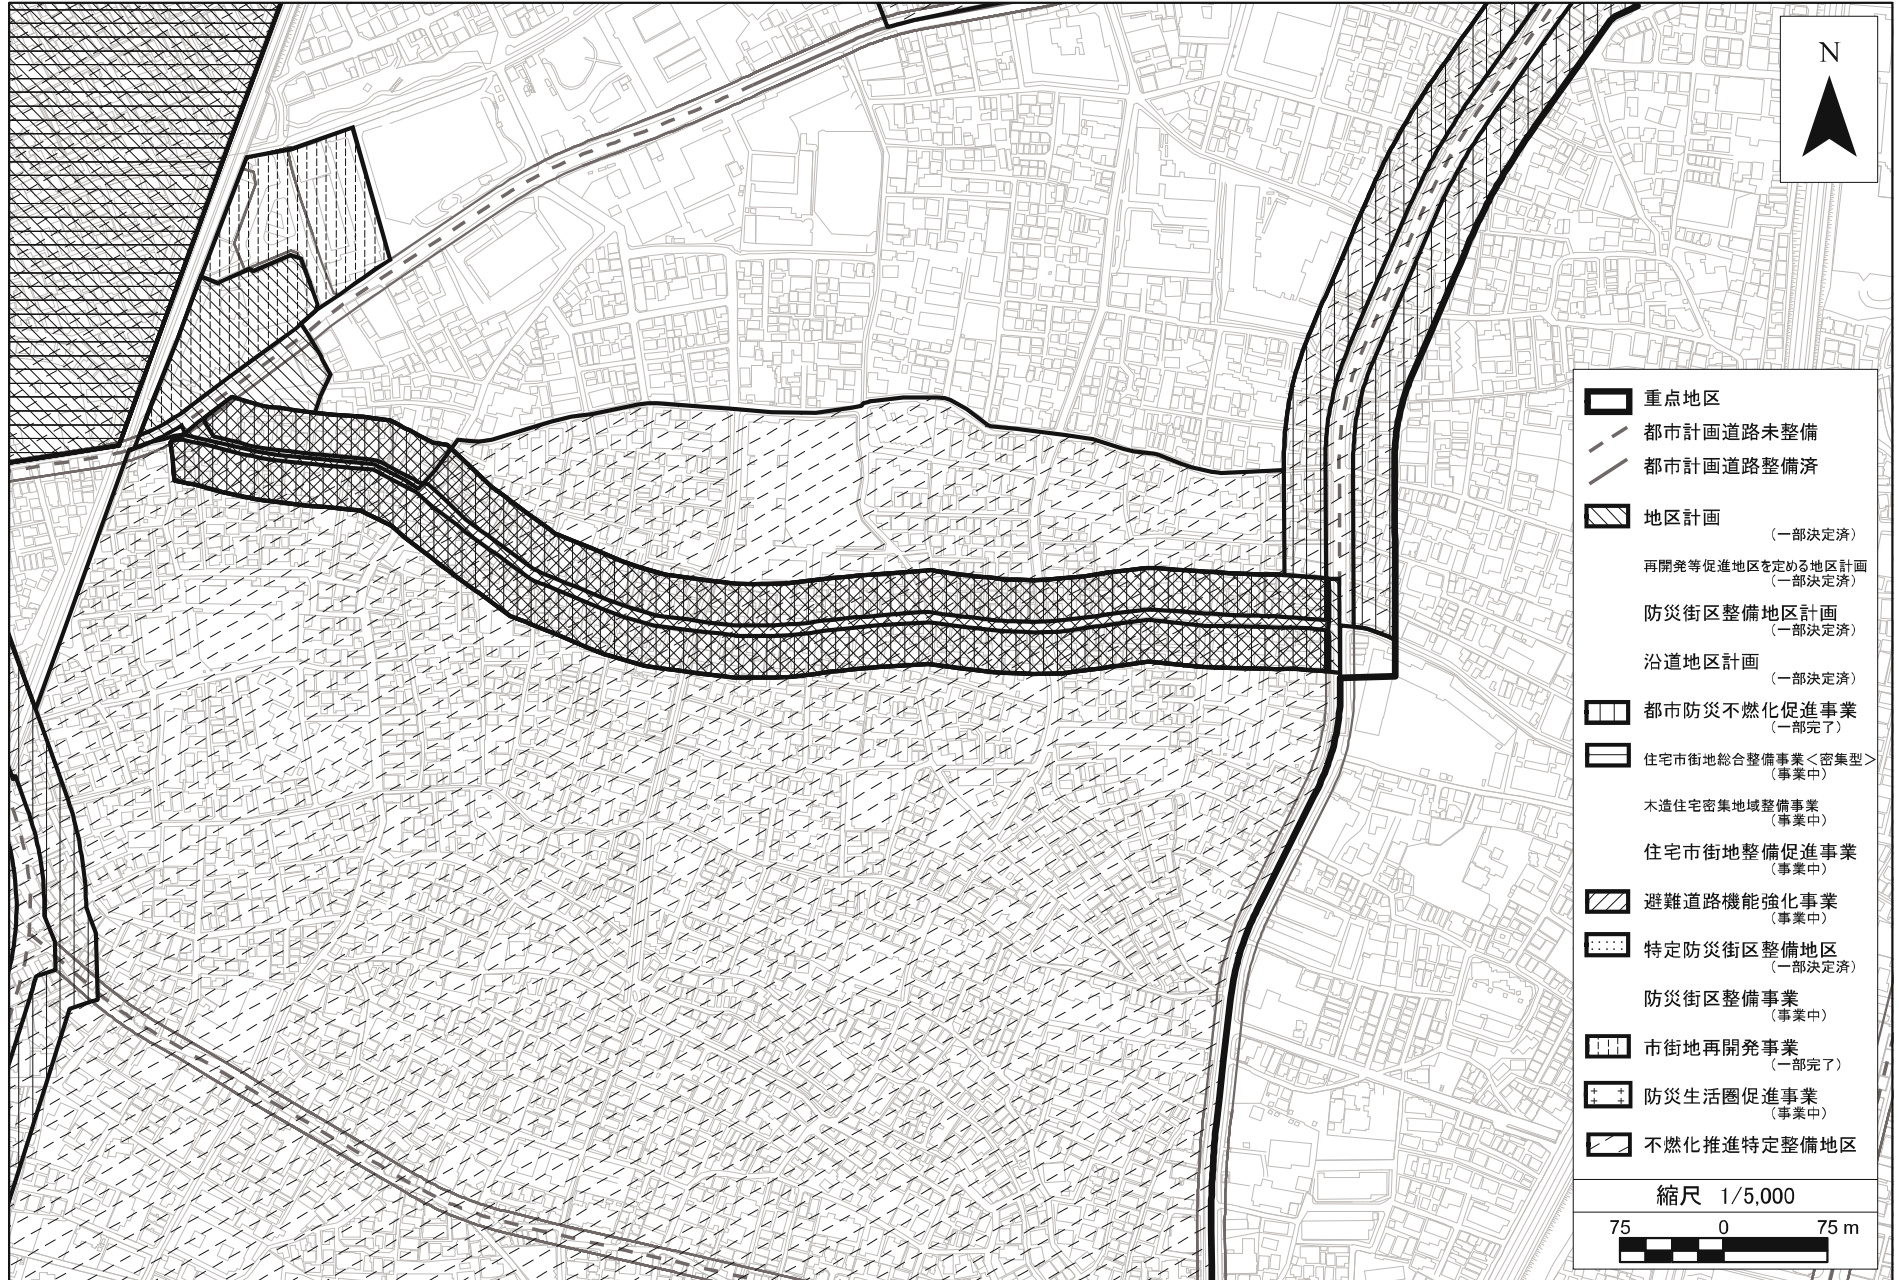 N
重点地区
都市計画道路未整備
都市計画道路整備済
地区計画
（一部決定済）
再開発等促進地区を定める地区計画
（一部決定済）
防災街区整備地区計画
（一部決定済）
沿道地区計画
（一部決定済）
都市防災不燃化促進事業
（一部完了）
住宅市街地総合整備事業＜密集型＞
（事業中）
木造住宅密集地域整備事業
（事業中）
住宅市街地整備促進事業
（事業中）
避難道路機能強化事業
（事業中）
特定防災街区整備地区
（一部決定済）
防災街区整備事業
（事業中）
市街地再開発事業
（一部完了）
防災生活圏促進事業
（事業中）
不燃化推進特定整備地区
縮尺 1/5,000
75 0 75 m